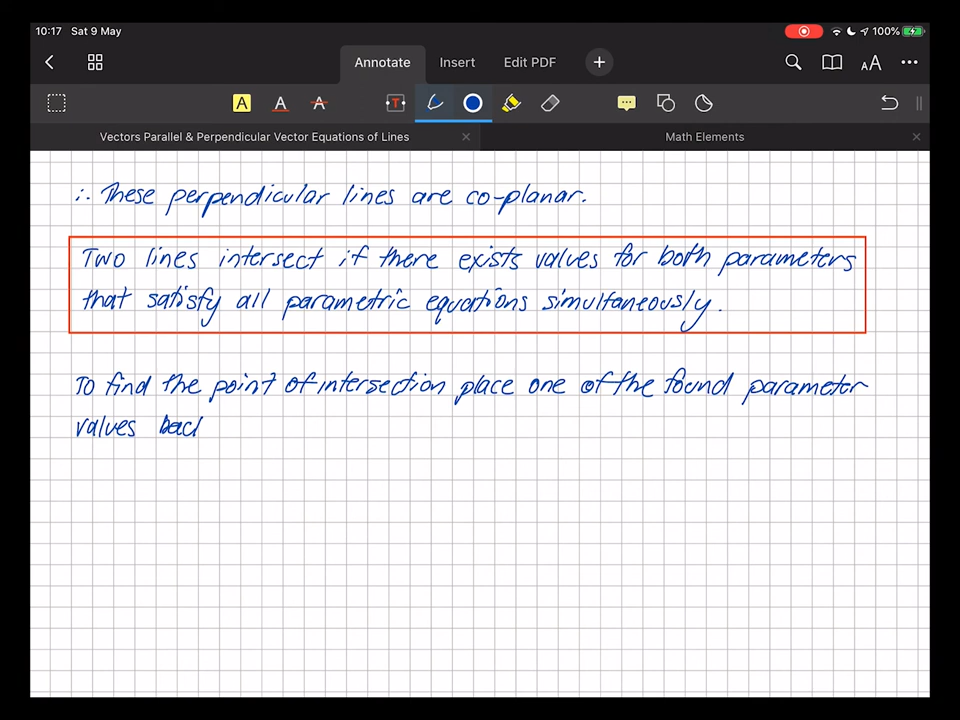 10:17 Sat 9 May 100%
Annotate Insert Edit PDF
Vectors Parallel & Perpendicular Vector Equations of Lines Math Elements
∴ These perpendicular lines are co-planar.
Two lines intersect if there exists values for both parameters
that satisfy all parametric equations simultaneously.
To find the point of intersection place one of the found parameter
values bacl